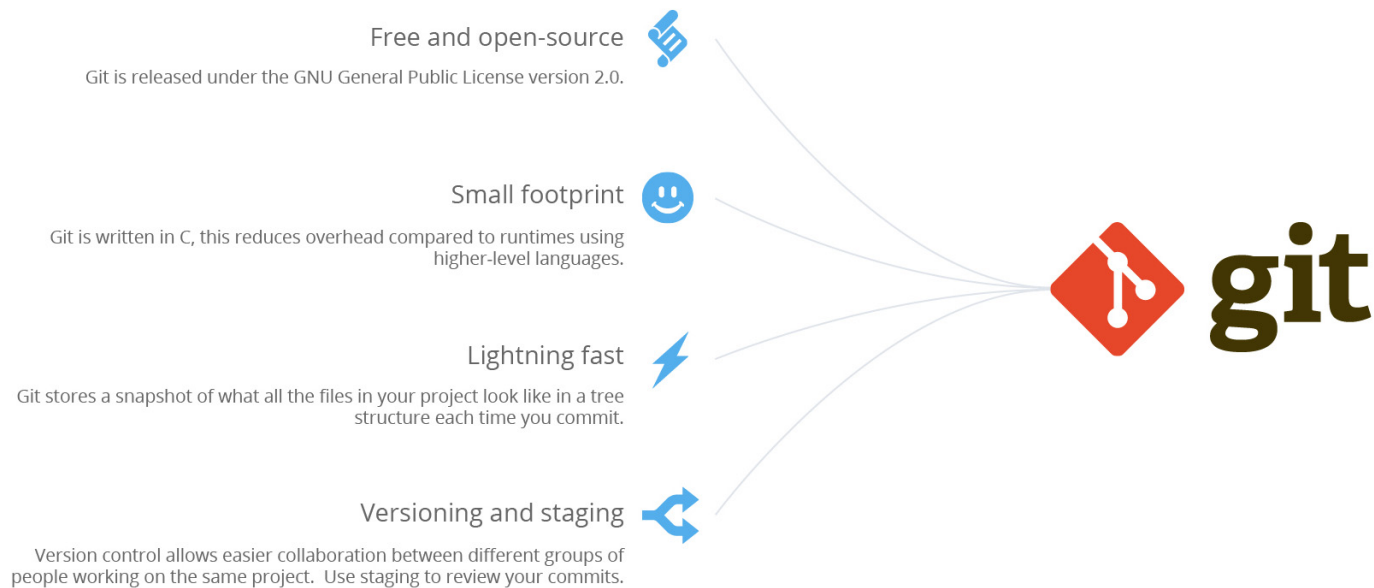 Free and open-source
Git is released under the GNU General Public License version 2.0.
Small footprint
Git is written in C, this reduces overhead compared to runtimes using
higher-level languages.
Lightning fast
Git stores a snapshot of what all the files in your project look like in a tree
structure each time you commit.
Versioning and staging
Version control allows easier collaboration between different groups of
people working on the same project.  Use staging to review your commits.
git